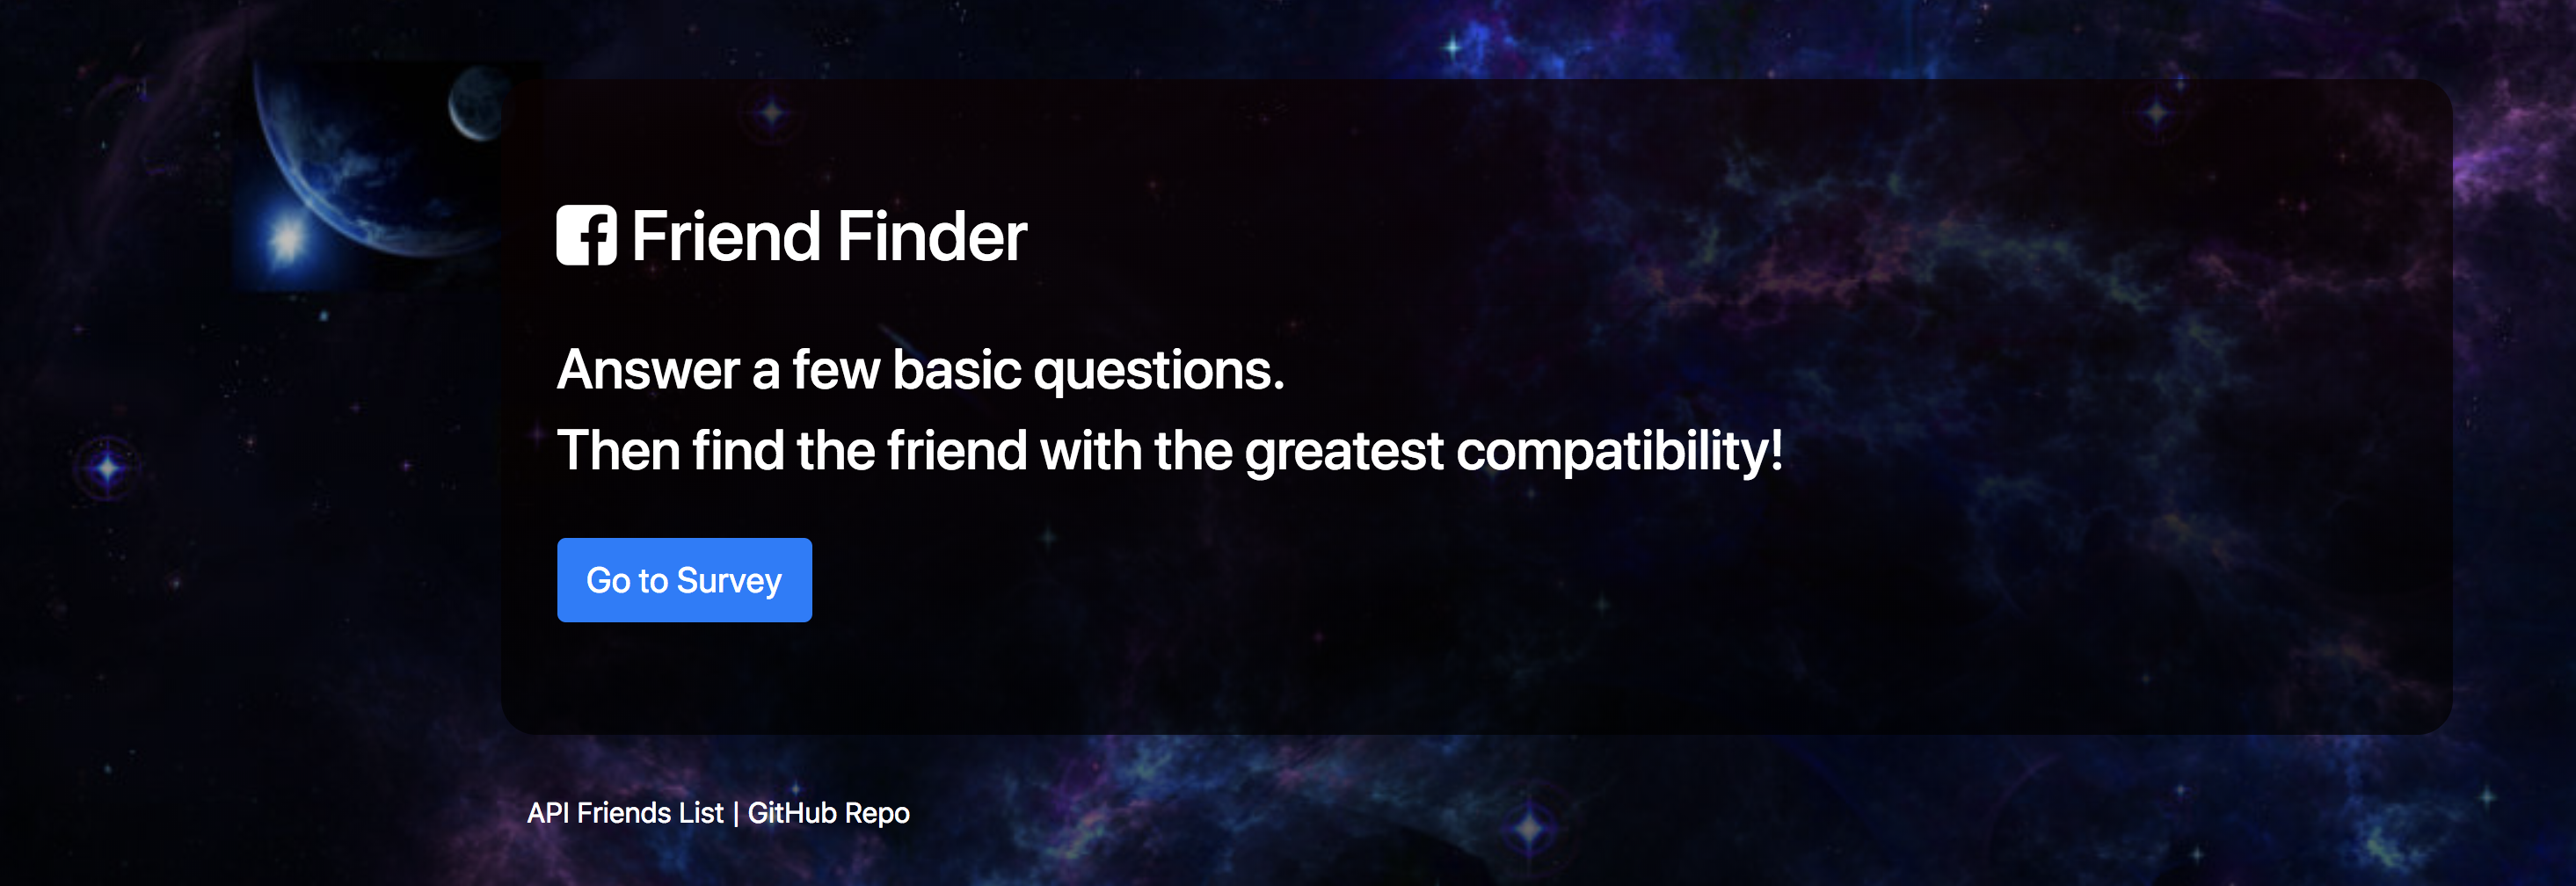 Friend Finder
Answer a few basic questions.
Then find the friend with the greatest compatibility!
Go to Survey
API Friends List | GitHub Repo